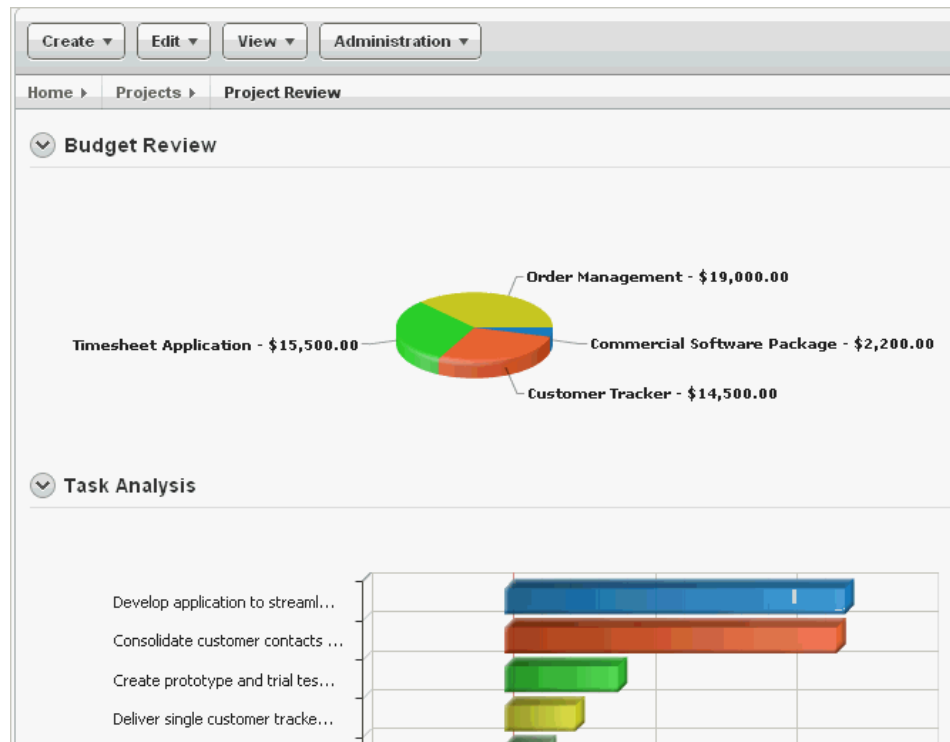 Create Edit View Administration
Home Projects Project Review
Budget Review
Order Management - $19,000.00
Timesheet Application - $15,500.00
Commercial Software Package - $2,200.00
Customer Tracker - $14,500.00
Task Analysis
Develop application to streaml...
Consolidate customer contacts ...
Create prototype and trial tes...
Deliver single customer tracke...